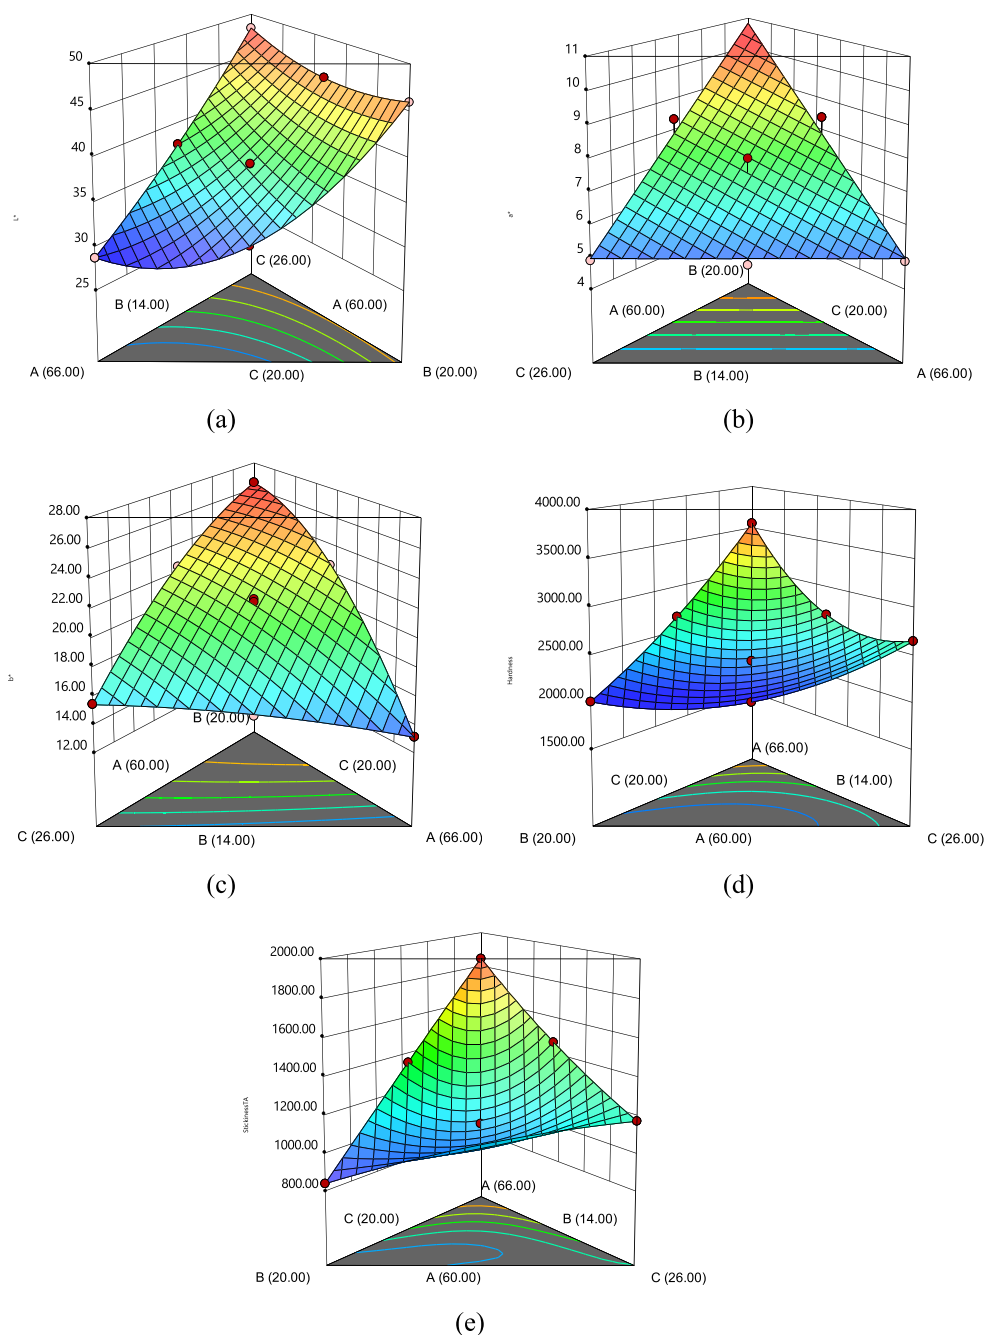 50
45
40
35
30
25
L*
C (26.00)
B (14.00)
A (60.00)
A (66.00)
C (20.00)
B (20.00)
(a)
11
10
9
8
7
6
5
4
a*
B (20.00)
A (60.00)
C (20.00)
C (26.00)
B (14.00)
A (66.00)
(b)
28.00
26.00
24.00
22.00
20.00
18.00
16.00
14.00
12.00
b*
B (20.00)
A (60.00)
C (20.00)
C (26.00)
B (14.00)
A (66.00)
(c)
4000.00
3500.00
3000.00
2500.00
2000.00
1500.00
Hardness
A (66.00)
C (20.00)
B (14.00)
B (20.00)
A (60.00)
C (26.00)
(d)
2000.00
1800.00
1600.00
1400.00
1200.00
1000.00
800.00
StickinessTA
A (66.00)
C (20.00)
B (14.00)
B (20.00)
A (60.00)
C (26.00)
(e)